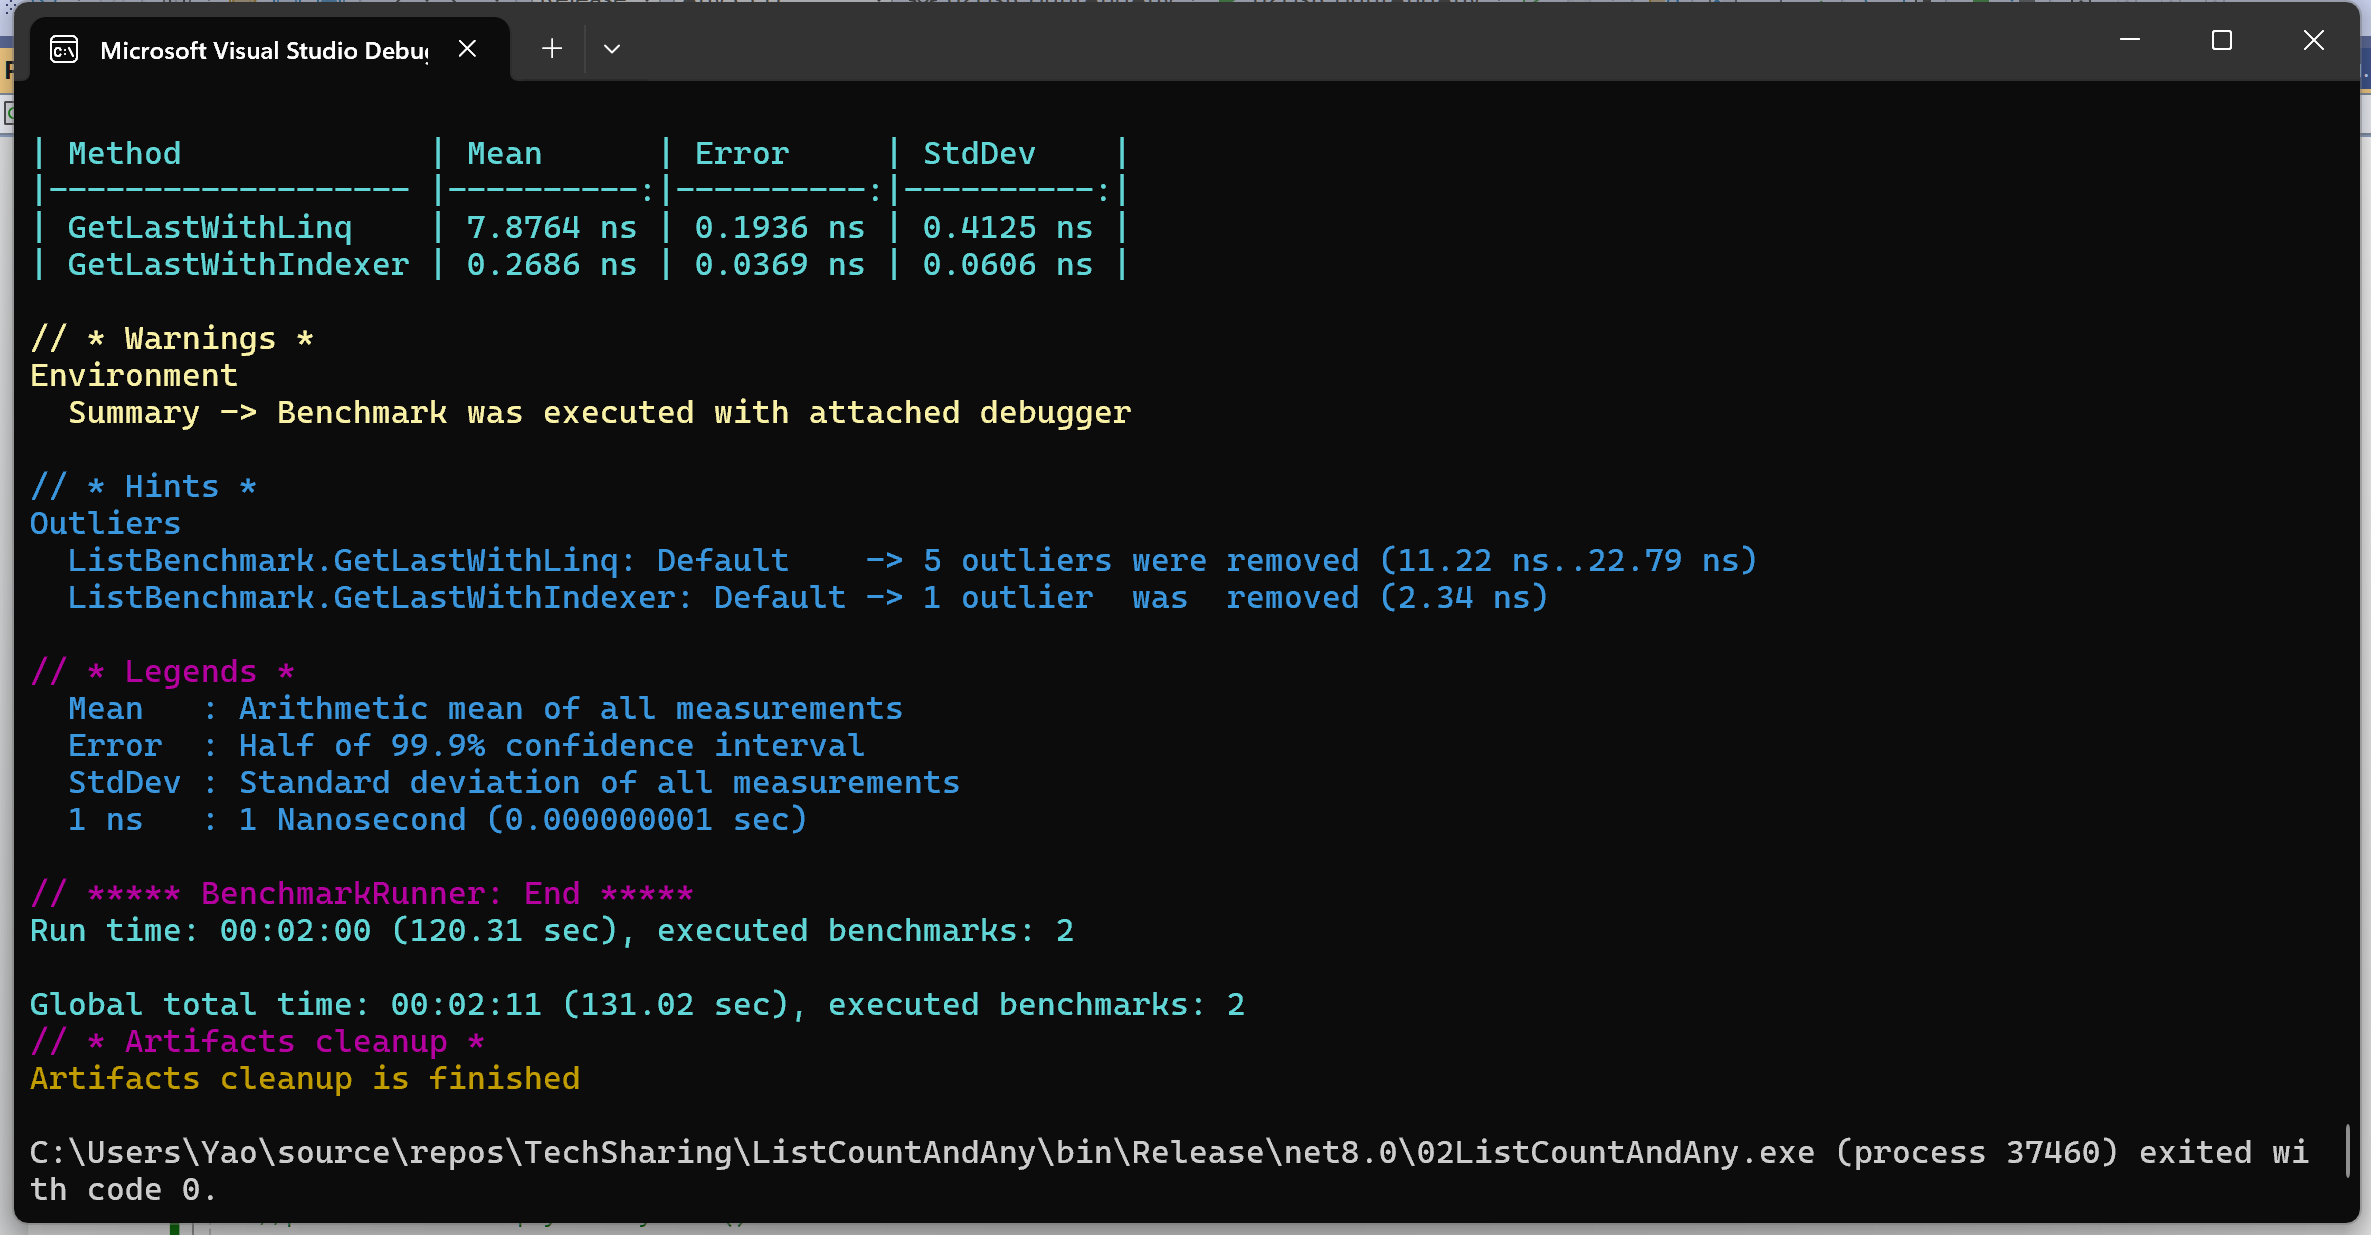 Microsoft Visual Studio Debu
| Method             | Mean      | Error     | StdDev    |
|------------------- |----------:|----------:|----------:|
| GetLastWithLinq    | 7.8764 ns | 0.1936 ns | 0.4125 ns |
| GetLastWithIndexer | 0.2686 ns | 0.0369 ns | 0.0606 ns |
// * Warnings *
Environment
  Summary -> Benchmark was executed with attached debugger
// * Hints *
Outliers
  ListBenchmark.GetLastWithLinq: Default    -> 5 outliers were removed (11.22 ns..22.79 ns)
  ListBenchmark.GetLastWithIndexer: Default -> 1 outlier  was  removed (2.34 ns)
// * Legends *
  Mean   : Arithmetic mean of all measurements
  Error  : Half of 99.9% confidence interval
  StdDev : Standard deviation of all measurements
  1 ns   : 1 Nanosecond (0.000000001 sec)
// ***** BenchmarkRunner: End *****
Run time: 00:02:00 (120.31 sec), executed benchmarks: 2
Global total time: 00:02:11 (131.02 sec), executed benchmarks: 2
// * Artifacts cleanup *
Artifacts cleanup is finished
C:\Users\Yao\source\repos\TechSharing\ListCountAndAny\bin\Release\net8.0\02ListCountAndAny.exe (process 37460) exited wi
th code 0.